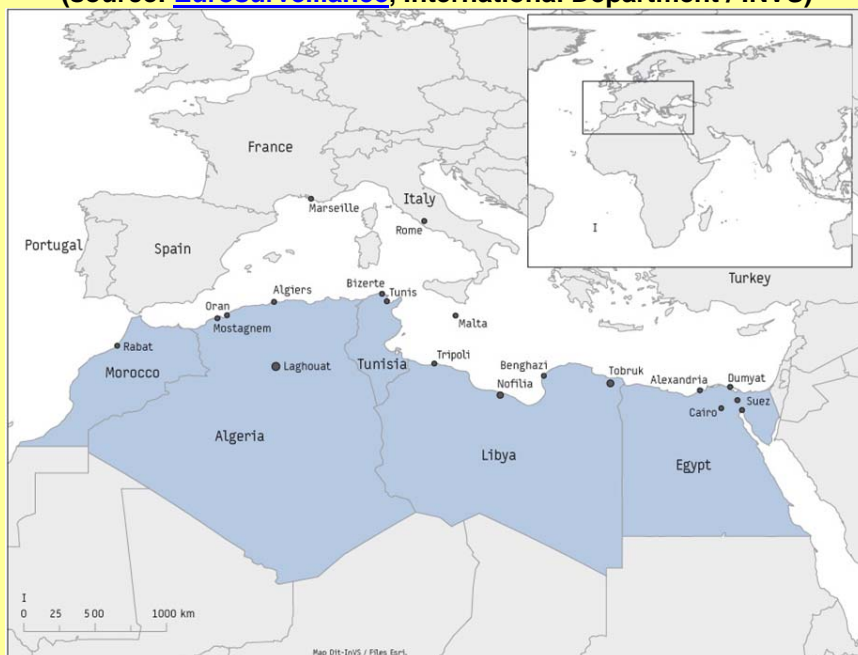 (source: Eurosurveillance, International Department / INVS)
France
Marseille
Italy
Rome
Portugal
Spain
Turkey
I
Oran
Algiers
Bizerte
Tunis
Mostagnem
Malta
Rabat
Morocco
Laghouat
Tunisia
Tripoli
Benghazi
Nofilia
Tobruk
Alexandria
Dumyat
Suez
Cairo
Algeria
Libya
Egypt
I
0 25 500 1000 km
Map Dit-InVS / Files Esri.